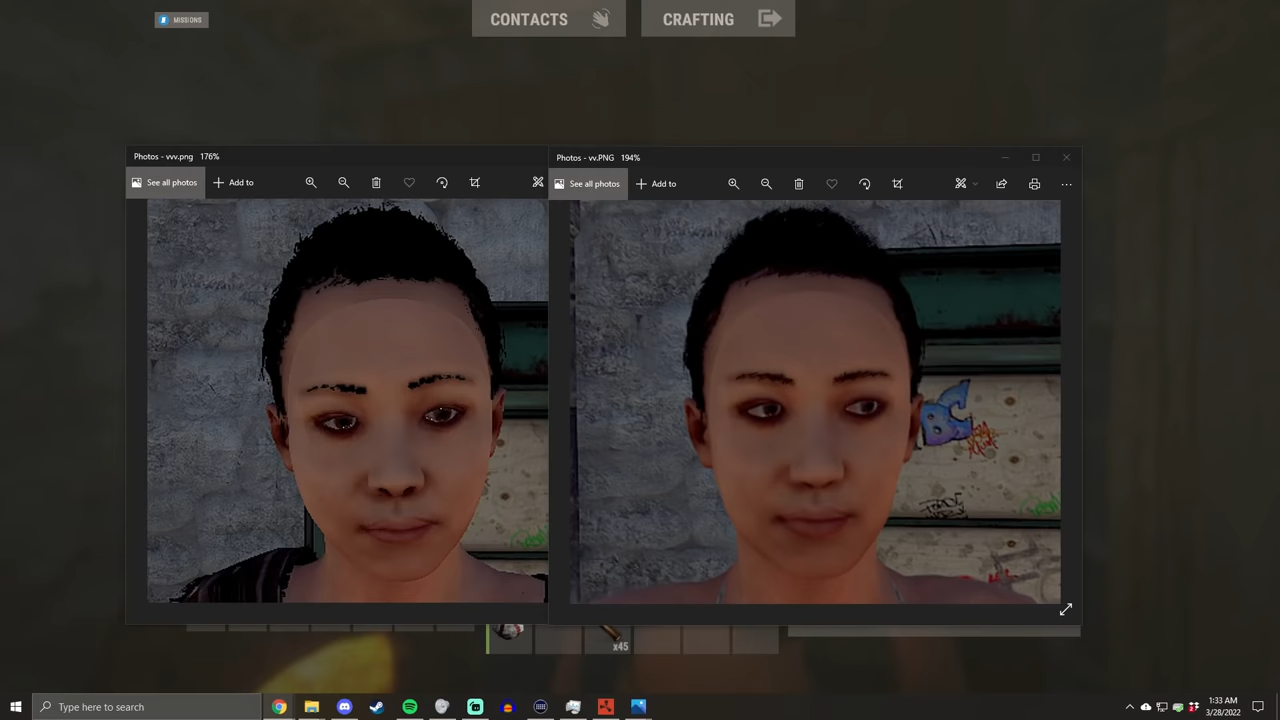 MISSIONS
CONTACTS
CRAFTING
Photos - vvv.png 176%
Photos - vv.PNG 194%
See all photos
Add to
See all photos
Add to
x45
Type here to search
1:33 AM
3/28/2022